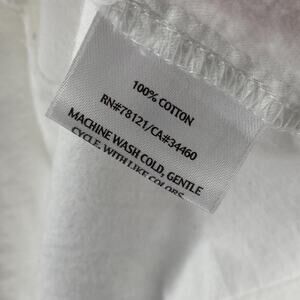 100% COTTON
RN#78121/CA#34460
MACHINE WASH COLD, GENTLE
CYCLE. WITH LIKE COLORS